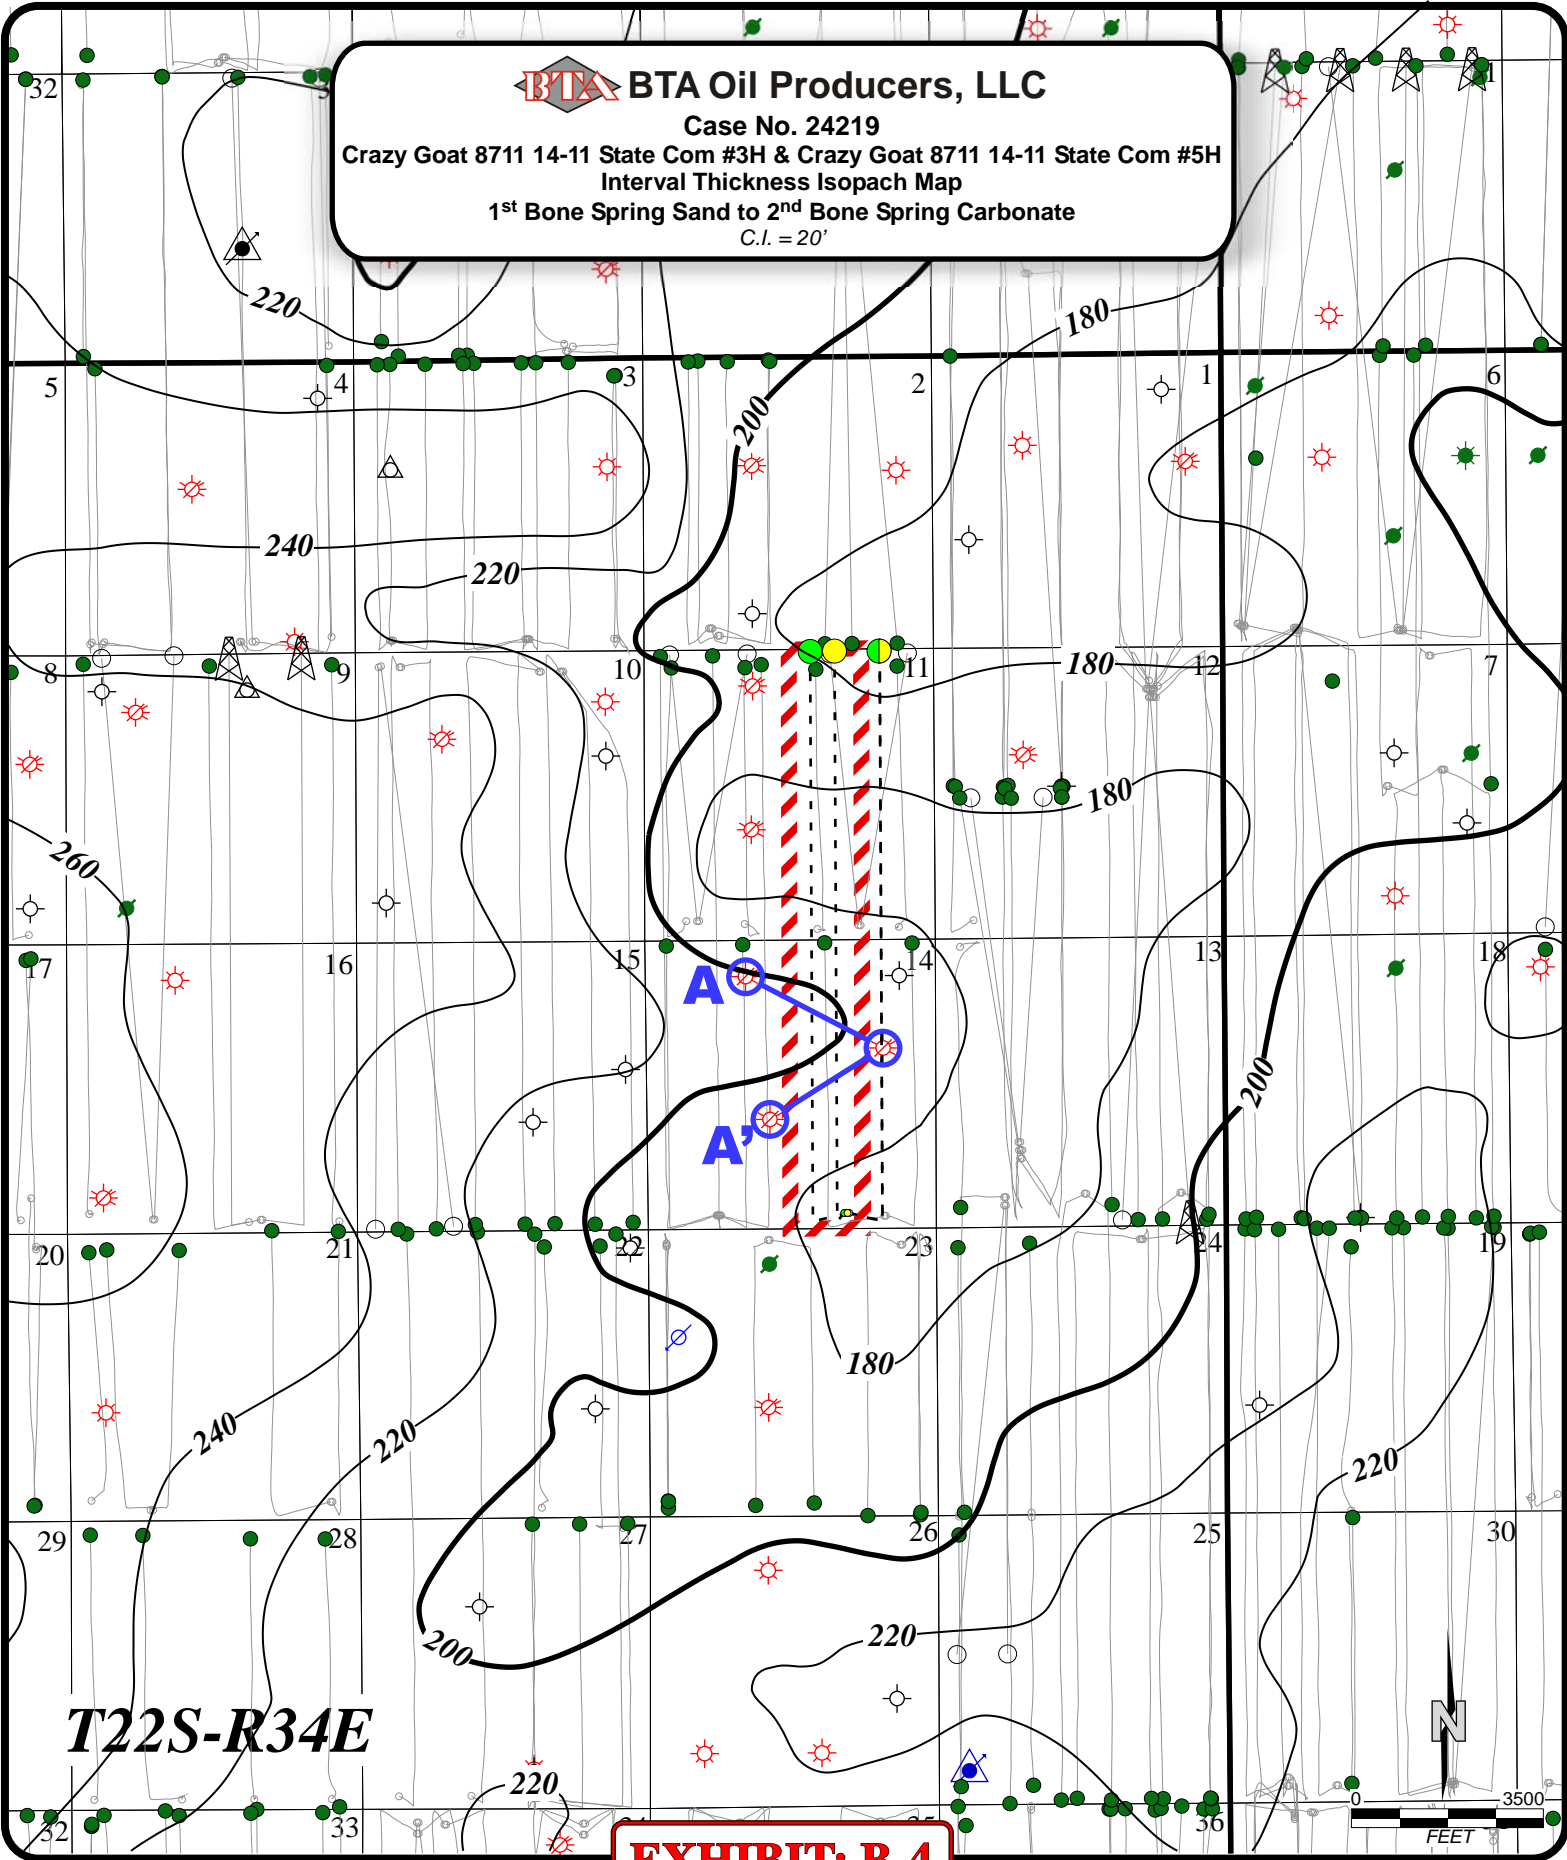 BTA BTA Oil Producers, LLC
Case No. 24219
Crazy Goat 8711 14-11 State Com #3H & Crazy Goat 8711 14-11 State Com #5H
Interval Thickness Isopach Map
1st Bone Spring Sand to 2nd Bone Spring Carbonate
C.I. = 20'
32
220
180
5 4 3 2 1 6
200
240
220
8 9 10 11 180 12 7
180
260
17 16 15 14 13 18
A
200
A'
20 21 22 23 24 19
180
240 220 220
29 28 27 26 25 30
200 220
T22S-R34E
N
220
0 3500
FEET
32 33 36
EXHIBIT: B-4